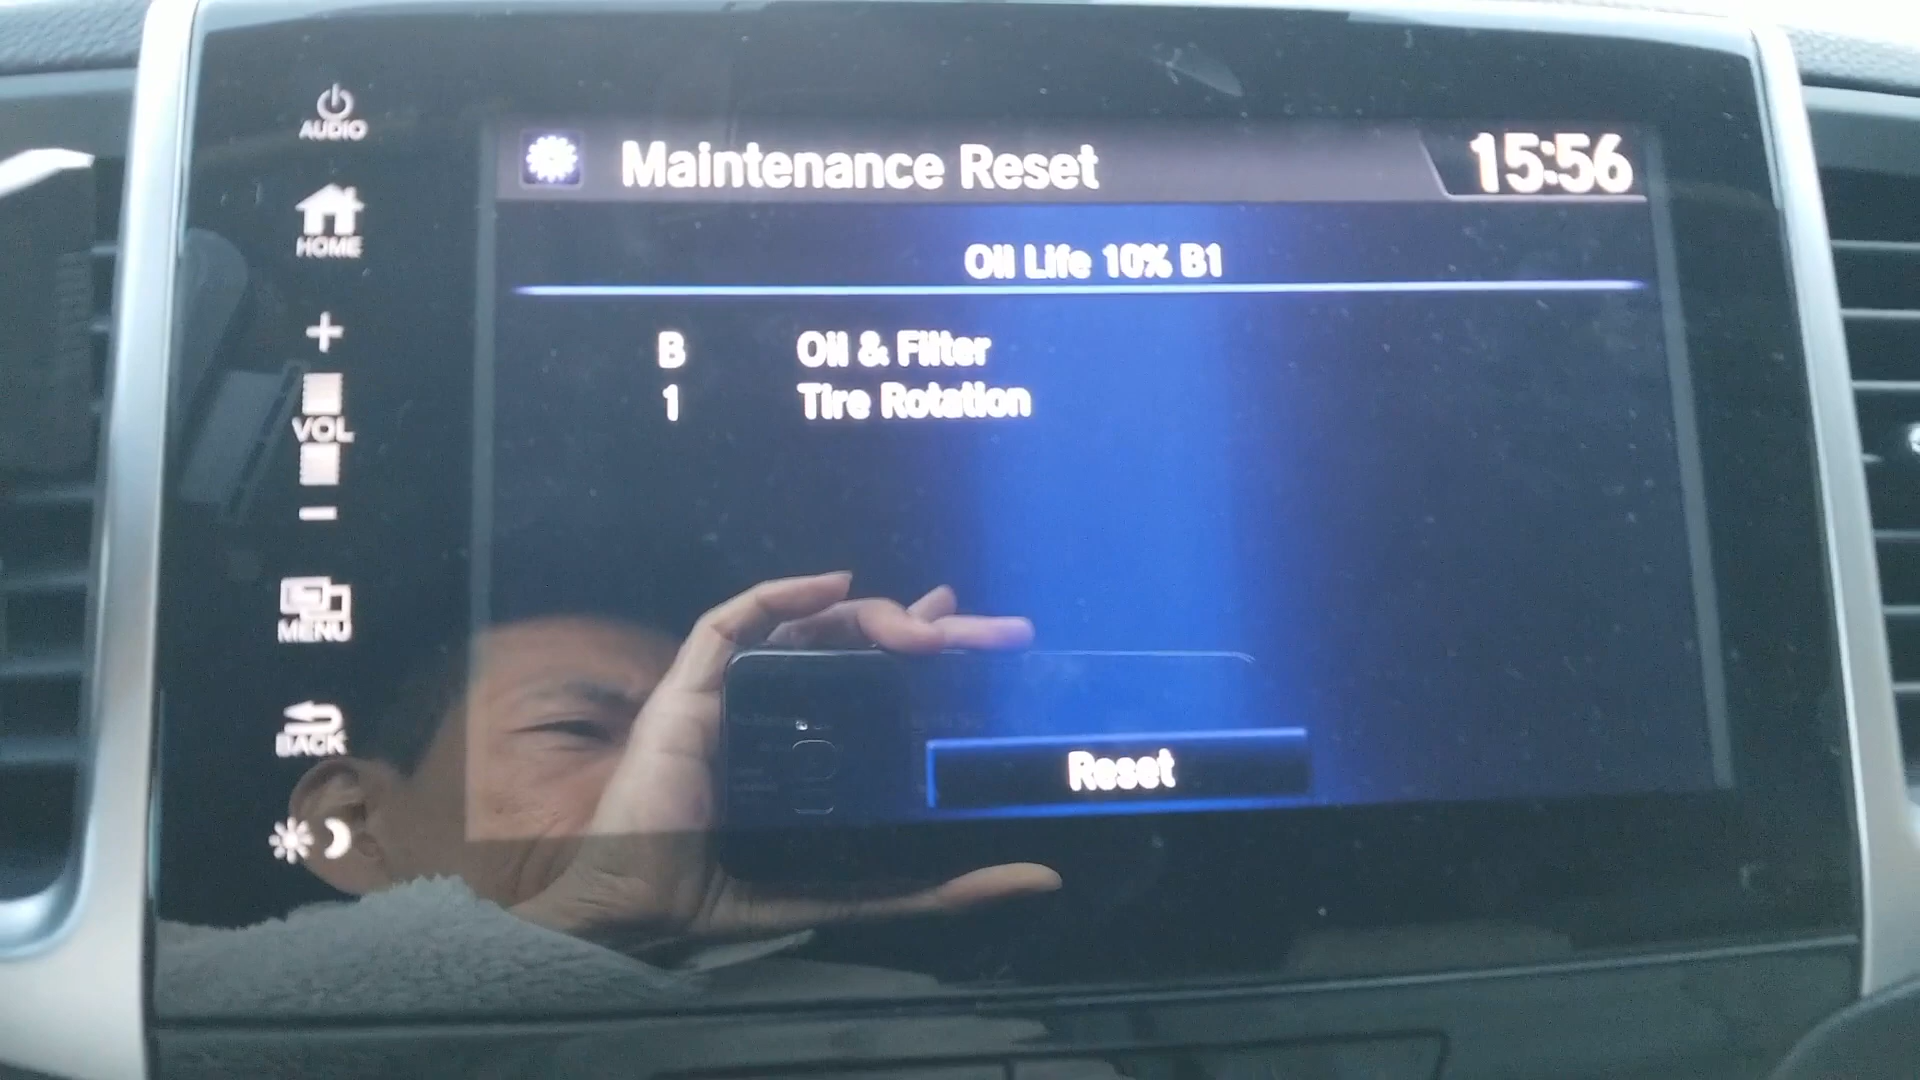 AUDIO
HOME
+
VOL
-
MENU
BACK
Maintenance Reset
15:56
Oil Life 10% B1
B Oil & Filter
1 Tire Rotation
Reset